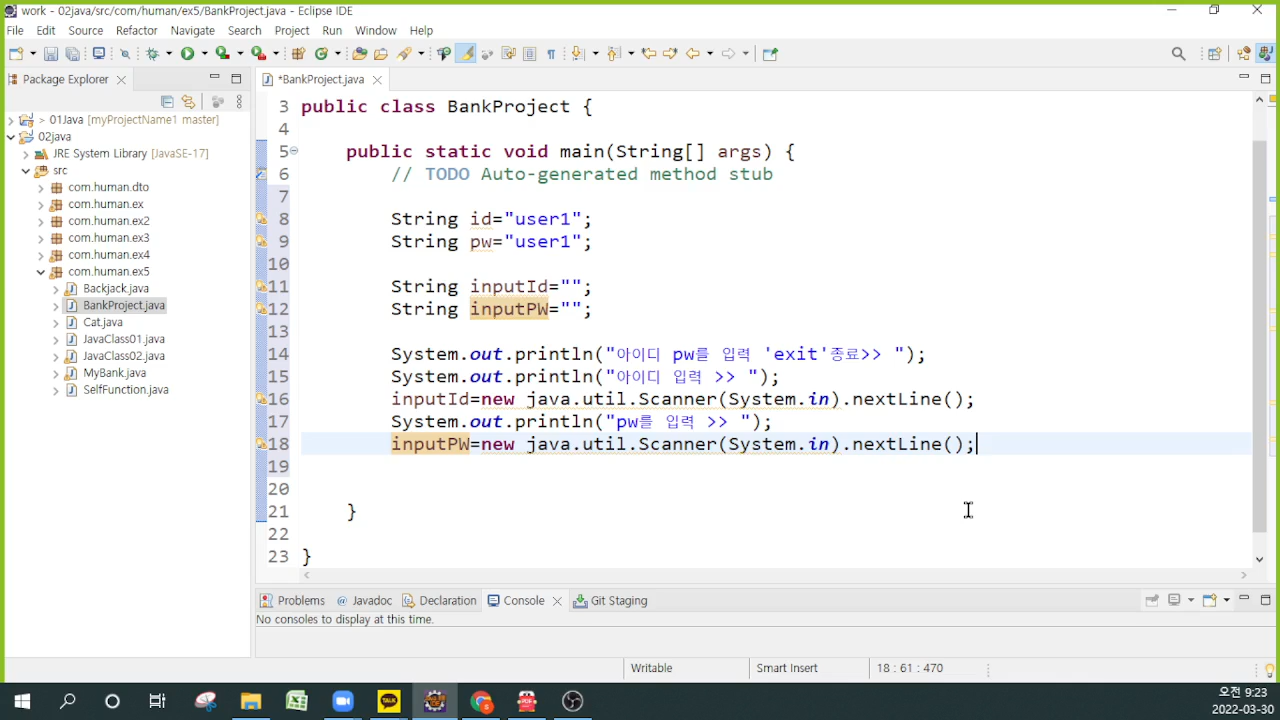 work - 02java/src/com/human/ex5/BankProject.java - Eclipse IDE
File Edit Source Refactor Navigate Search Project Run Window Help
Package Explorer
*BankProject.java
> 01Java [myProjectName1 master]
02java
JRE System Library [JavaSE-17]
src
com.human.dto
com.human.ex
com.human.ex2
com.human.ex3
com.human.ex4
com.human.ex5
Backjack.java
BankProject.java
Cat.java
JavaClass01.java
JavaClass02.java
MyBank.java
SelfFunction.java
3 public class BankProject {
4
5 public static void main(String[] args) {
6 // TODO Auto-generated method stub
7
8 String id="user1";
9 String pw="user1";
10
11 String inputId="";
12 String inputPW="";
13
14 System.out.println("아이디 pw를 입력 'exit'종료>> ");
15 System.out.println("아이디 입력 >> ");
16 inputId=new java.util.Scanner(System.in).nextLine();
17 System.out.println("pw를 입력 >> ");
18 inputPW=new java.util.Scanner(System.in).nextLine();
19
20
21 }
22
23 }
Problems @ Javadoc Declaration Console Git Staging
No consoles to display at this time.
Writable Smart Insert 18 : 61 : 470
TALK
PDF
오전 9:23
2022-03-30